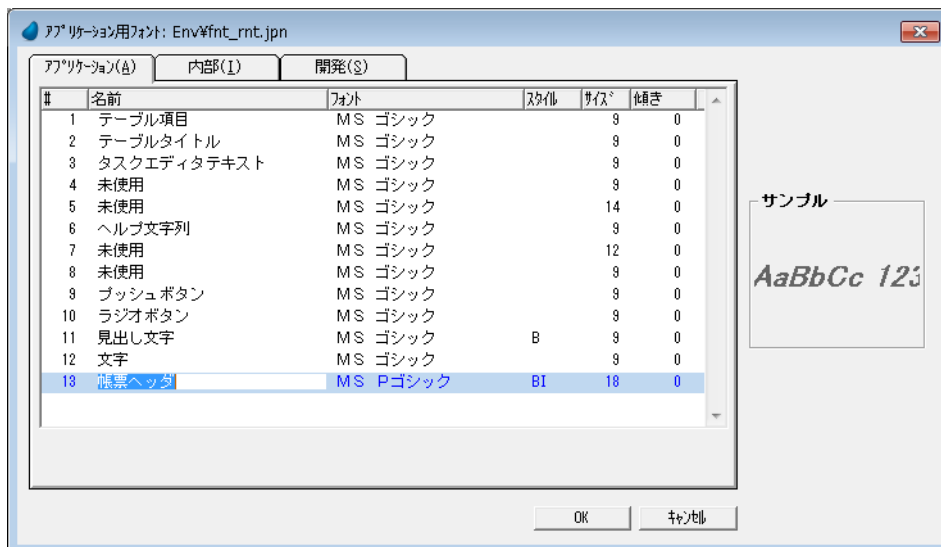 ｱﾌﾟﾘｹｰｼｮﾝ用ﾌｫﾝﾄ: Env¥fnt_rnt.jpn
ｱﾌﾟﾘｹｰｼｮﾝ(A) 内部(I) 開発(S)
# 名前 ﾌｫﾝﾄ ｽﾀｲﾙ ｻｲｽﾞ 傾き
1 テーブル項目 ＭＳ ゴシック 9 0
2 テーブルタイトル ＭＳ ゴシック 9 0
3 タスクエディタテキスト ＭＳ ゴシック 9 0
4 未使用 ＭＳ ゴシック 9 0
5 未使用 ＭＳ ゴシック 14 0
6 ヘルプ文字列 ＭＳ ゴシック 9 0
7 未使用 ＭＳ ゴシック 12 0
8 未使用 ＭＳ ゴシック 9 0
9 プッシュボタン ＭＳ ゴシック 9 0
10 ラジオボタン ＭＳ ゴシック 9 0
11 見出し文字 ＭＳ ゴシック B 9 0
12 文字 ＭＳ ゴシック 9 0
13 帳票ヘッダ ＭＳ Ｐゴシック BI 18 0
サンプル
AaBbCc 123
OK ｷｬﾝｾﾙ